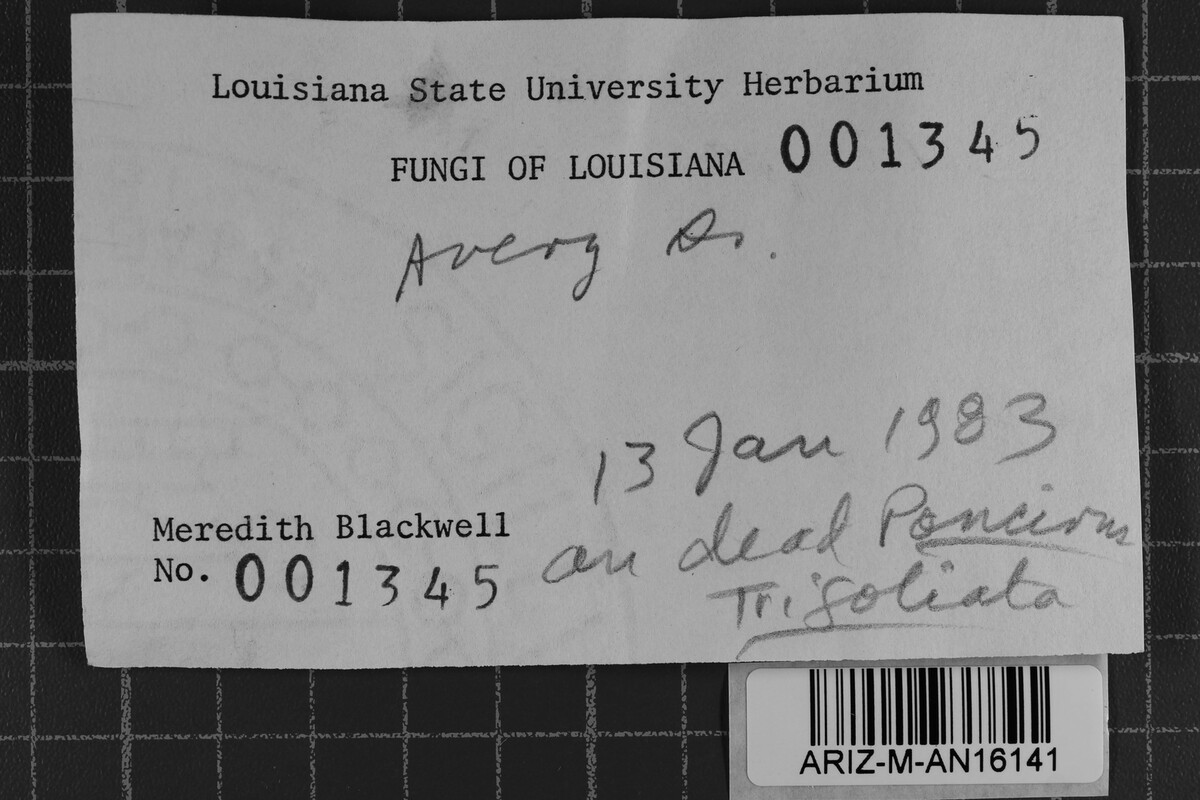 Louisiana State University Herbarium
FUNGI OF LOUISIANA 001345
Avery
13 Jan 1983
Meredith Blackwell
No. 001345
on dead Poncirus
Trifoliata
ARIZ-M-AN16141